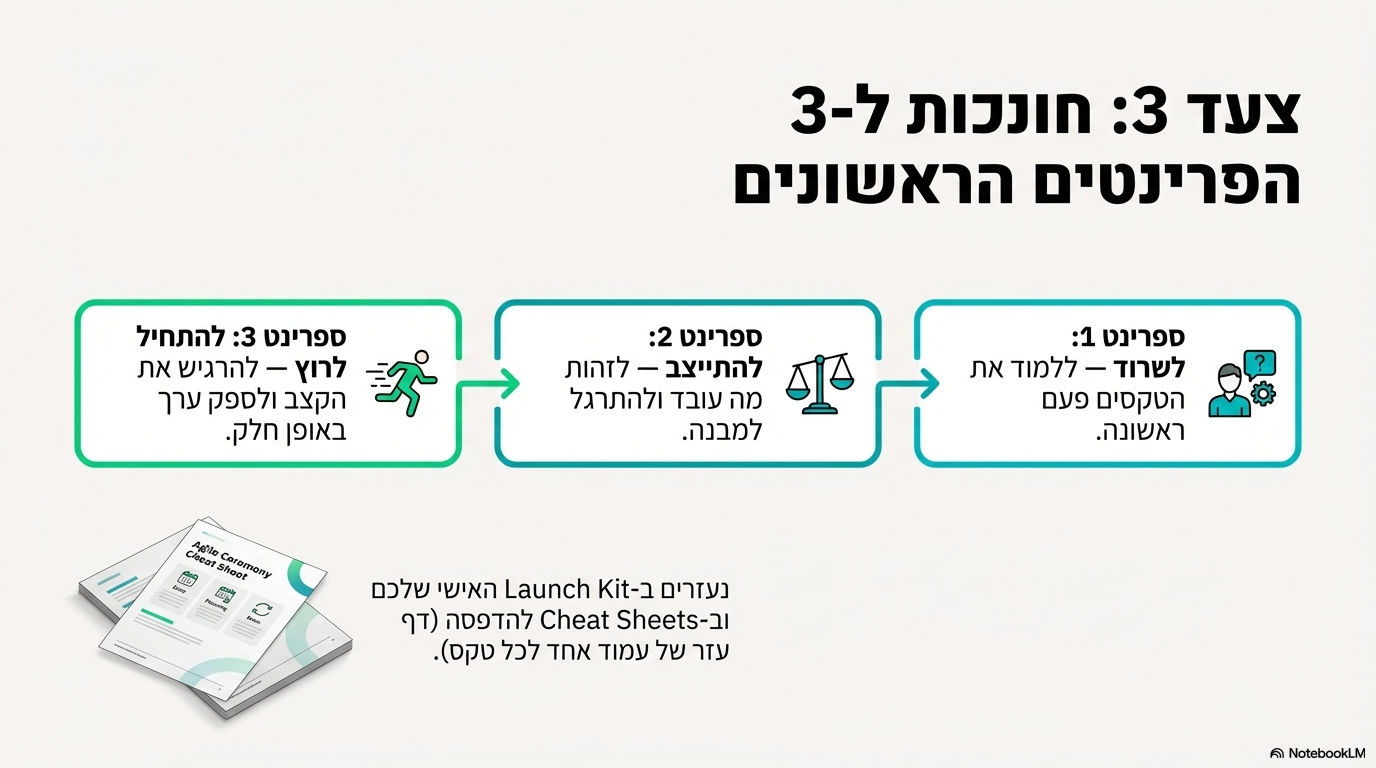 צעד 3: חונכות ל-3
הפרינטים הראשונים
ספרינט 1:
לשרוד – ללמוד את
הטקסים פעם
ראשונה.
ספרינט 2:
להתייצב – לזהות
מה עובד ולהתרגל
למבנה.
ספרינט 3: להתחיל
לרוץ – להרגיש את
הקצב ולספק ערך
באופן חלק.
נעזרים ב-Launch Kit האישי שלכם
וב-Cheat Sheets להדפסה (דף
עזר של עמוד אחד לכל טקס).
?
NotebookLM